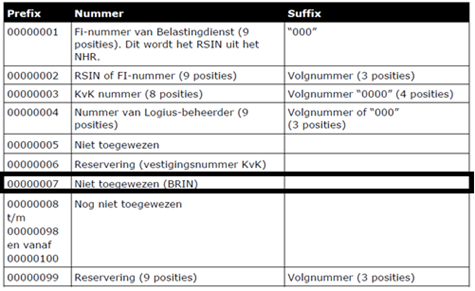 Prefix Nummer Suffix
00000001 Fi-nummer van Belastingdienst (9 "000"
posities). Dit wordt het RSIN uit het
NHR.
00000002 RSIN of FI-nummer (9 posities) Volgnummer (3 posities)
00000003 KvK nummer (8 posities) Volgnummer "0000" (4 posities)
00000004 Nummer van Logius-beheerder (9 Volgnummer of "000"
posities) (3 posities)
00000005 Niet toegewezen
00000006 Reservering (vestigingsnummer KvK)
00000007 Niet toegewezen (BRIN)
00000008 Nog niet toegewezen
t/m
00000098
en vanaf
00000100
00000099 Reservering (9 posities) Volgnummer (3 posities)